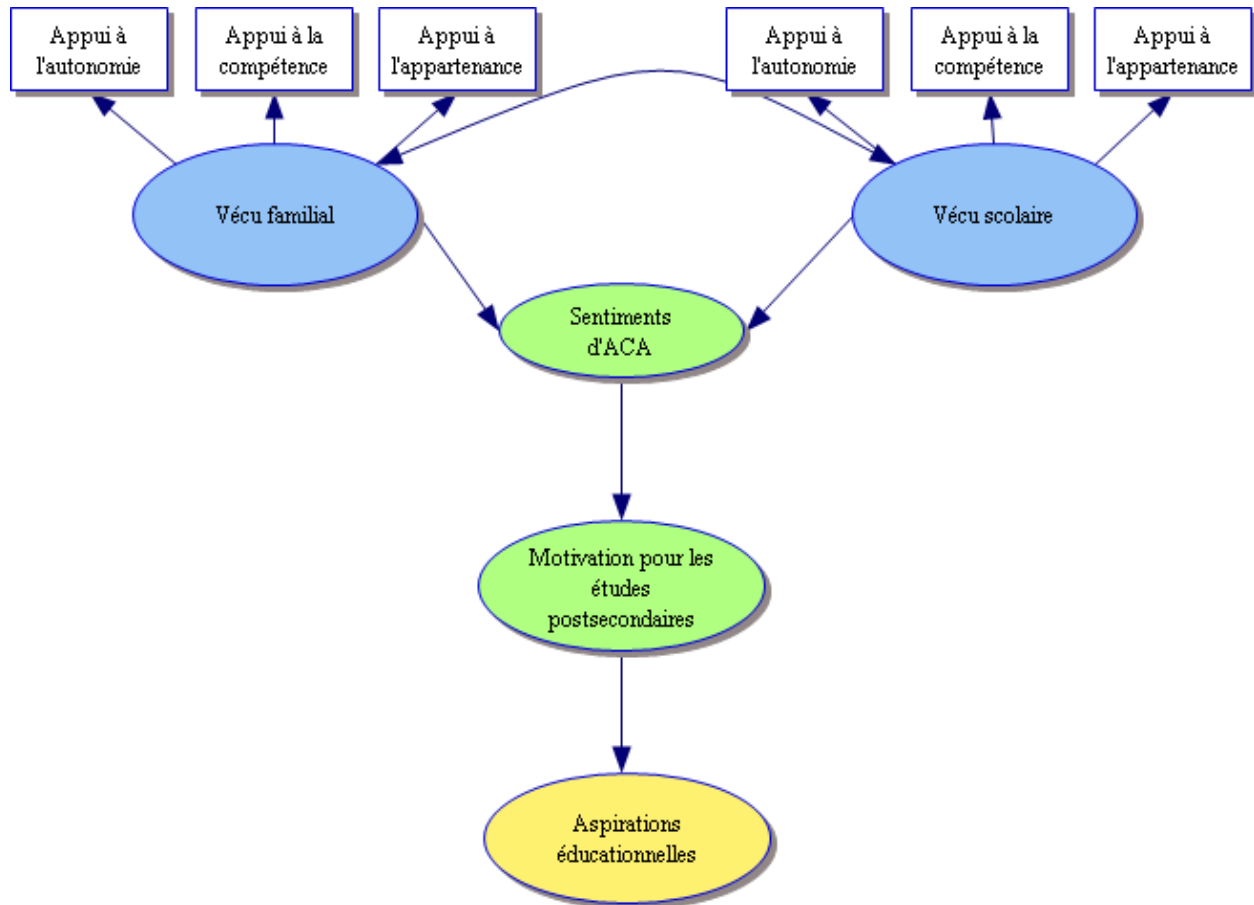 Appui à
l'autonomie
Appui à la
compétence
Appui à
l'appartenance
Appui à
l'autonomie
Appui à la
compétence
Appui à
l'appartenance
Vécu familial
Vécu scolaire
Sentiments
d'ACA
Motivation pour les
études
postsecondaires
Aspirations
éducationnelles